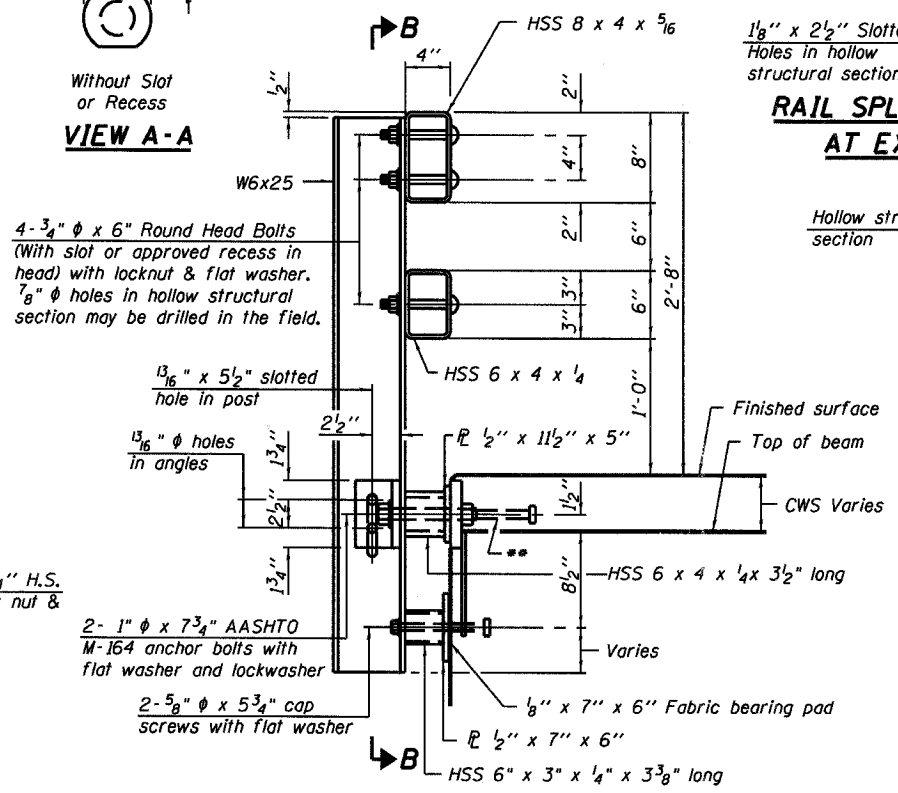 Without Slot
or Recess
VIEW A-A
B
HSS 8 x 4 x 5/16
4"
1/2"
2"
4"
2"
8"
6"
3"
3"
6"
1'-0"
2'-8"
1 1/8" x 2 1/2" Slotte
Holes in hollow
structural section
RAIL SPL
AT EX
Hollow str
section
W6x25
4-3/4" ϕ x 6" Round Head Bolts
(With slot or approved recess in
head) with locknut & flat washer.
7/8" ϕ holes in hollow structural
section may be drilled in the field.
HSS 6 x 4 x 1/4
13/16" x 5 1/2" slotted
hole in post
2 1/2"
13/16" ϕ holes
in angles
1 3/4"
2 1/2"
1 3/4"
PL 1/2" x 11 1/2" x 5"
Finished surface
Top of beam
1 1/2"
CWS Varies
**
8 1/2"
HSS 6 x 4 x 1/4 x 3 1/2" long
4" H.S.
nut &
2- 1" ϕ x 7 3/4" AASHTO
M-164 anchor bolts with
flat washer and lockwasher
Varies
2-5/8" ϕ x 5 3/4" cap
screws with flat washer
1/8" x 7" x 6" Fabric bearing pad
PL 1/2" x 7" x 6"
B
HSS 6" x 3" x 1/4" x 3 3/8" long